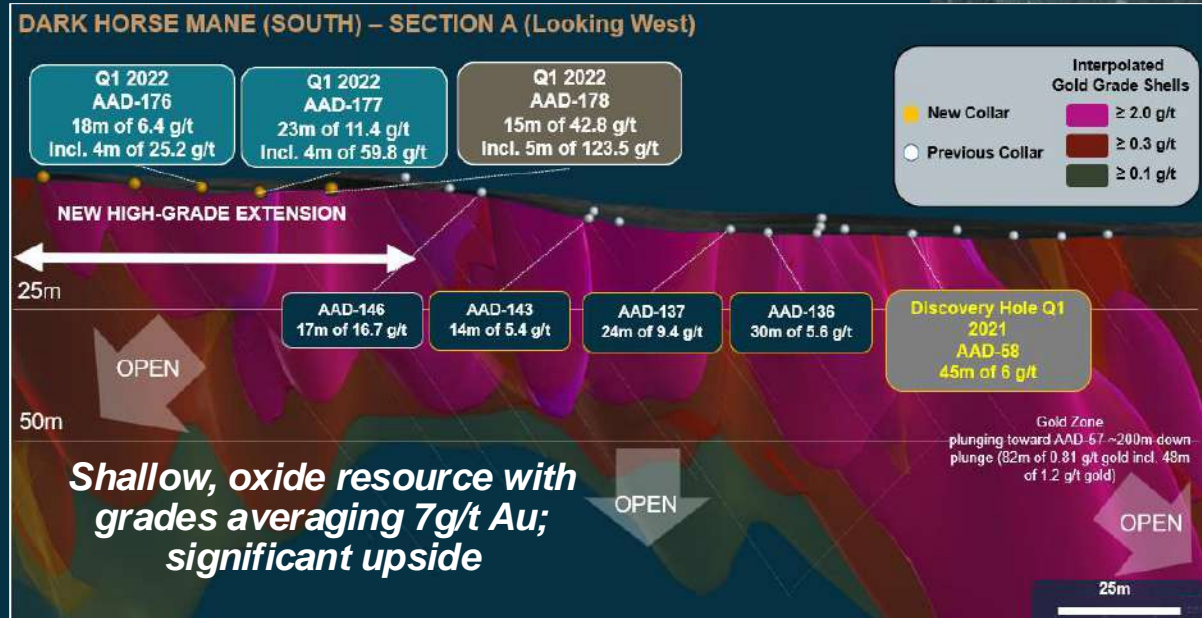 DARK HORSE MANE (SOUTH) – SECTION A (Looking West)
Q1 2022
AAD-176
18m of 6.4 g/t
Incl. 4m of 25.2 g/t
Q1 2022
AAD-177
23m of 11.4 g/t
Incl. 4m of 59.8 g/t
Q1 2022
AAD-178
15m of 42.8 g/t
Incl. 5m of 123.5 g/t
New Collar
Previous Collar
Interpolated
Gold Grade Shells
≥ 2.0 g/t
≥ 0.3 g/t
≥ 0.1 g/t
NEW HIGH-GRADE EXTENSION
25m
AAD-146
17m of 16.7 g/t
AAD-143
14m of 5.4 g/t
AAD-137
24m of 9.4 g/t
AAD-136
30m of 5.6 g/t
Discovery Hole Q1
2021
AAD-58
45m of 6 g/t
OPEN
50m
Gold Zone
plunging toward AAD-57 ~200m down
plunge (82m of 0.81 g/t gold incl. 48m
of 1.2 g/t gold)
Shallow, oxide resource with
grades averaging 7g/t Au;
significant upside
OPEN
OPEN
25m